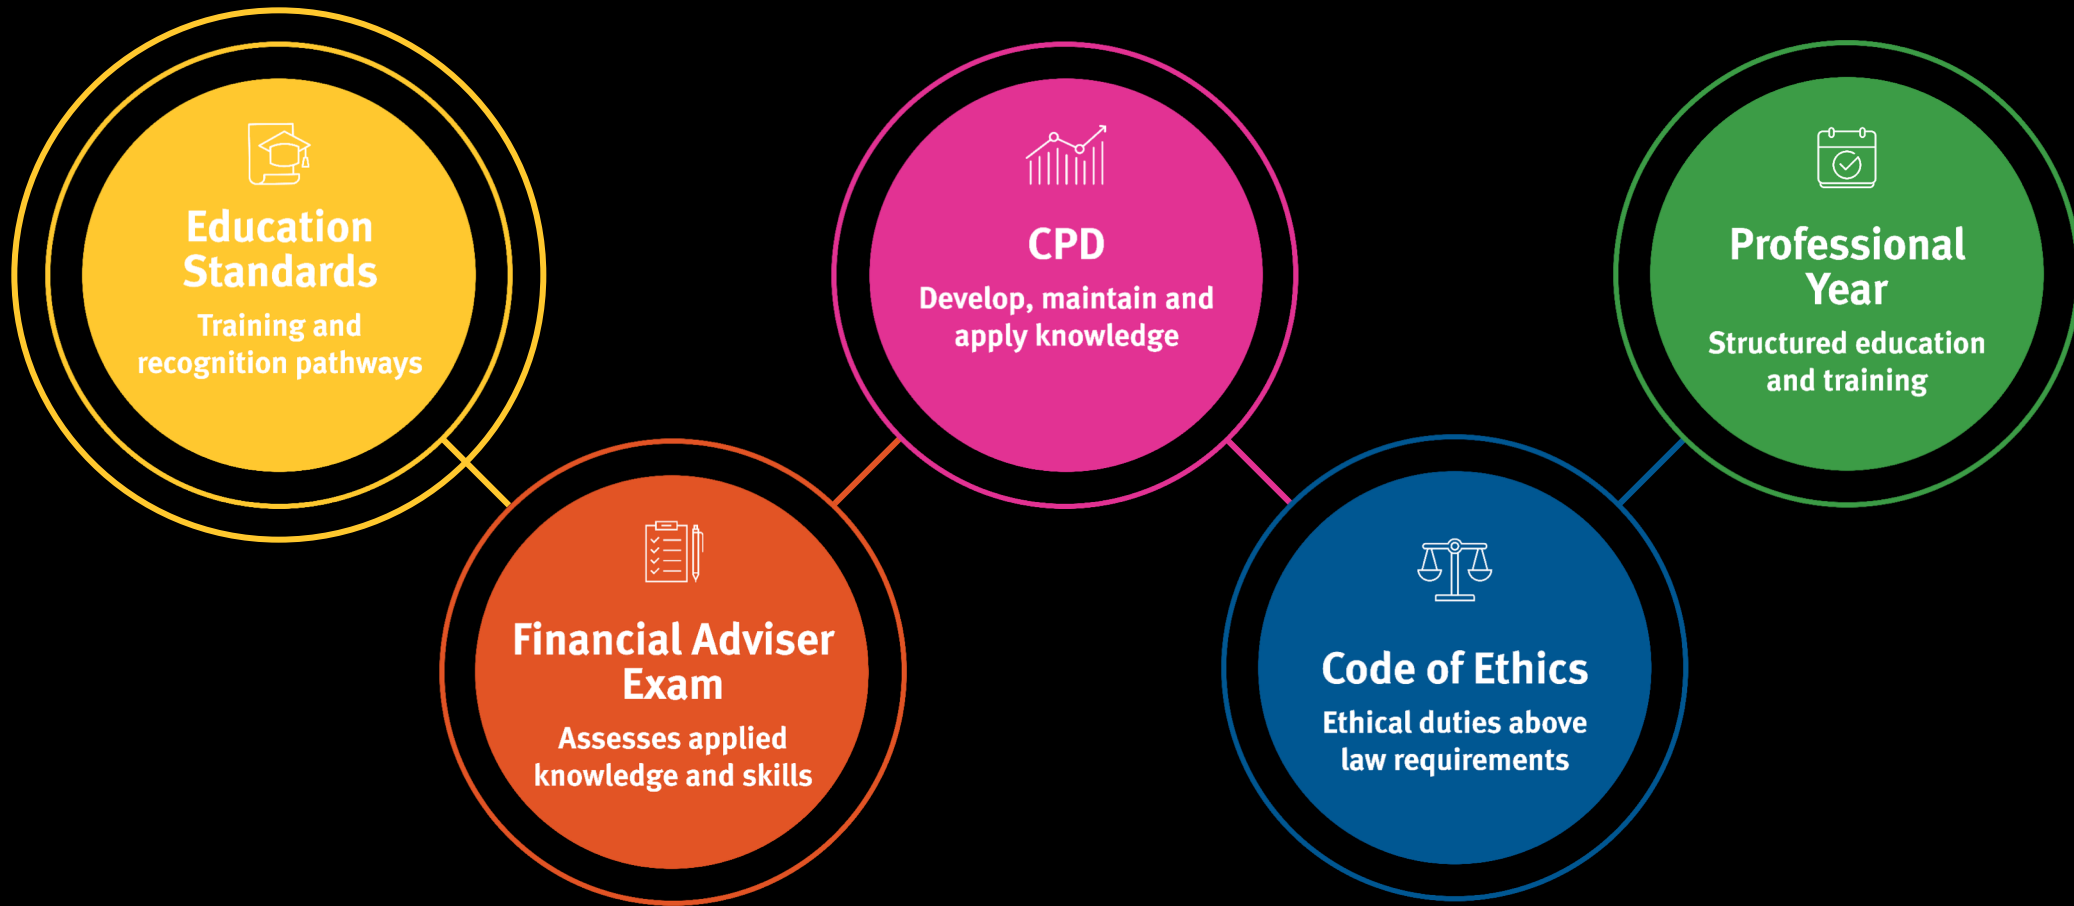 Education
Standards
Training and
recognition pathways
Financial Adviser
Exam
Assesses applied
knowledge and skills
CPD
Develop, maintain and
apply knowledge
Code of Ethics
Ethical duties above
law requirements
Professional
Year
Structured education
and training